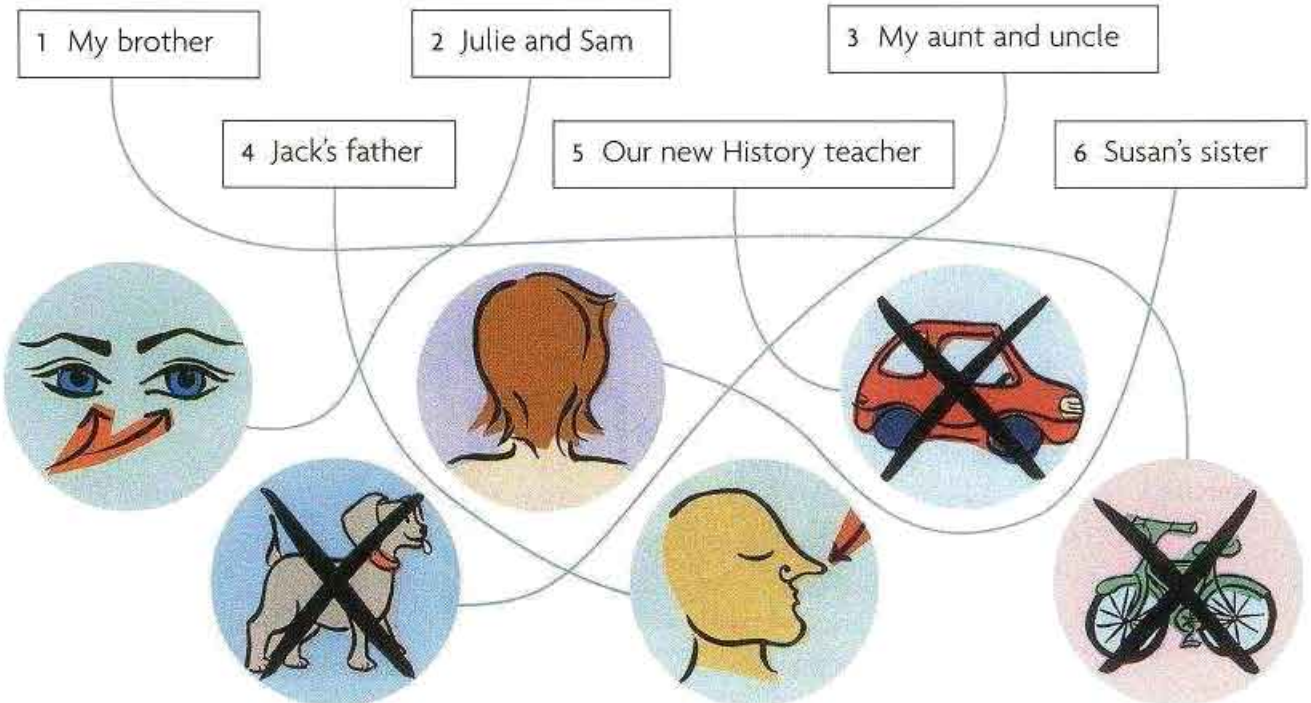 1 My brother
2 Julie and Sam
3 My aunt and uncle
4 Jack's father
5 Our new History teacher
6 Susan's sister